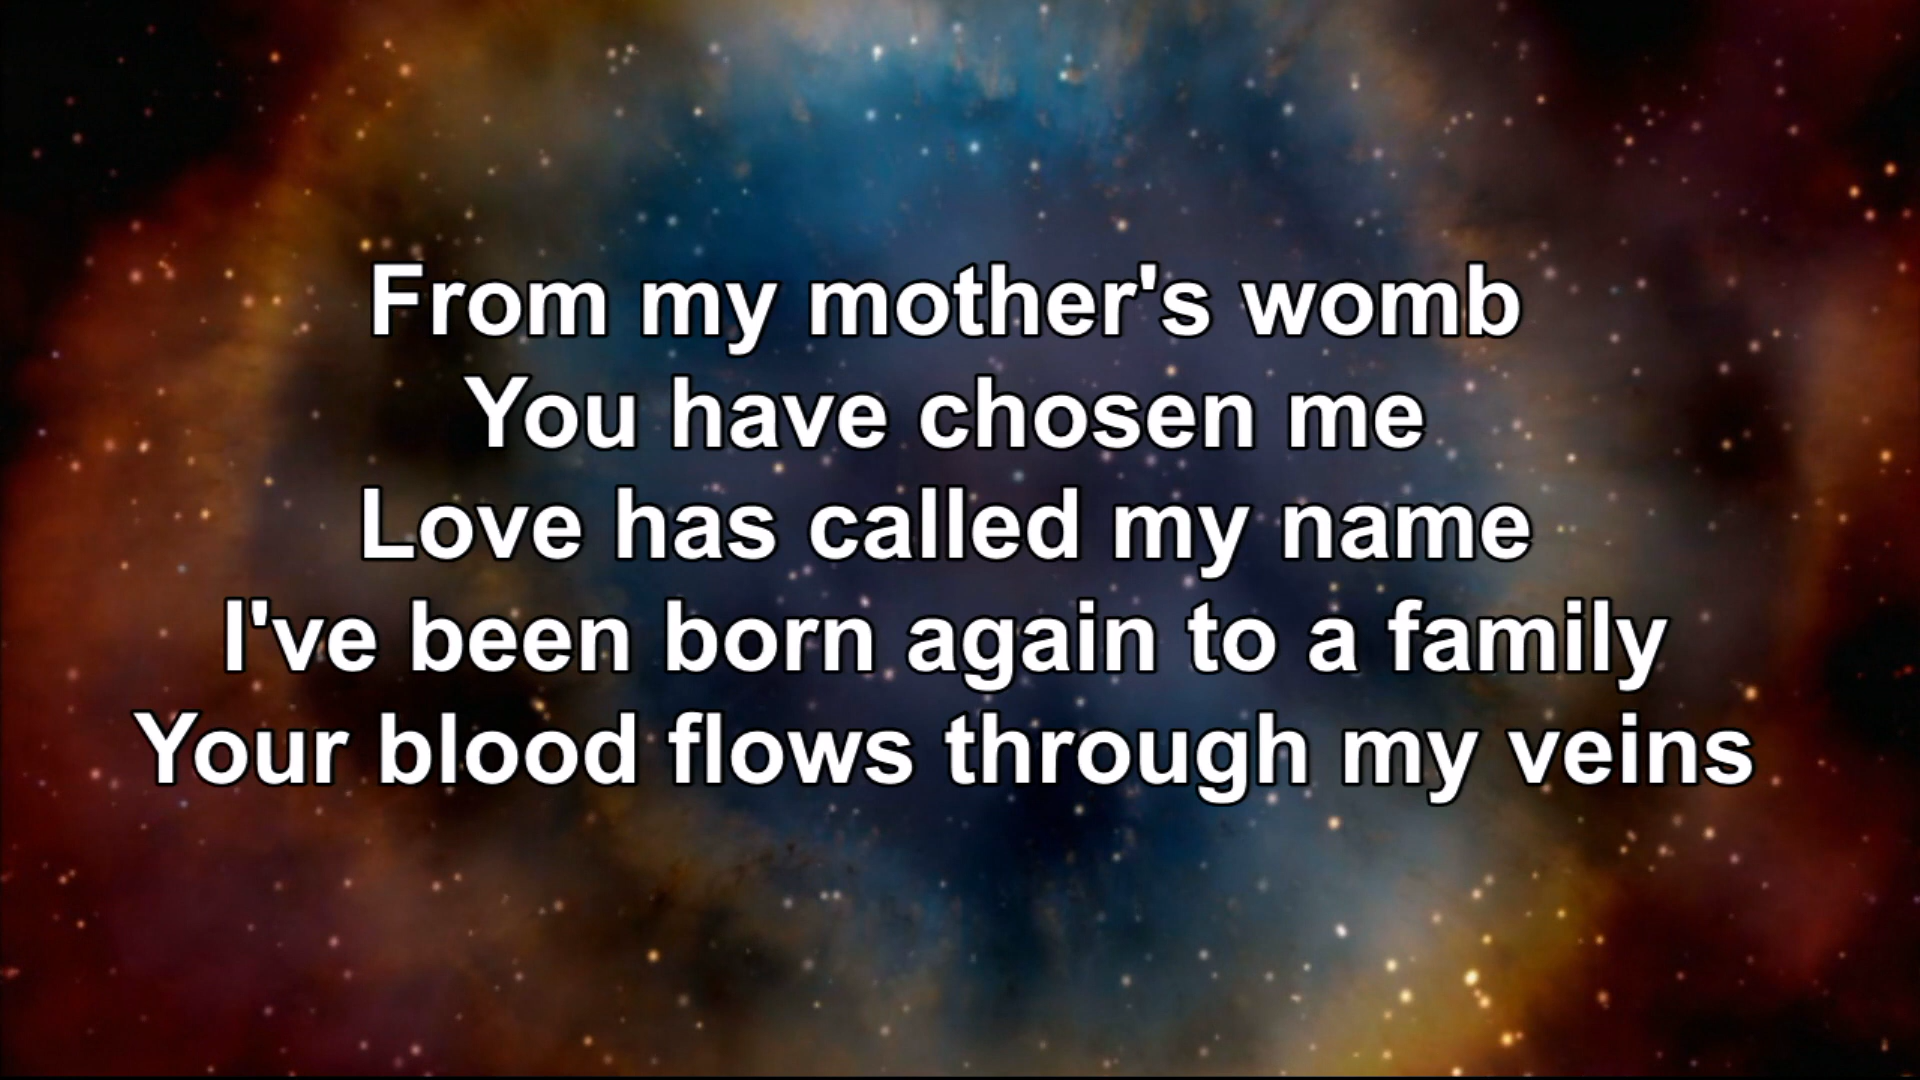 From my mother's womb
You have chosen me
Love has called my name
I've been born again to a family
Your blood flows through my veins